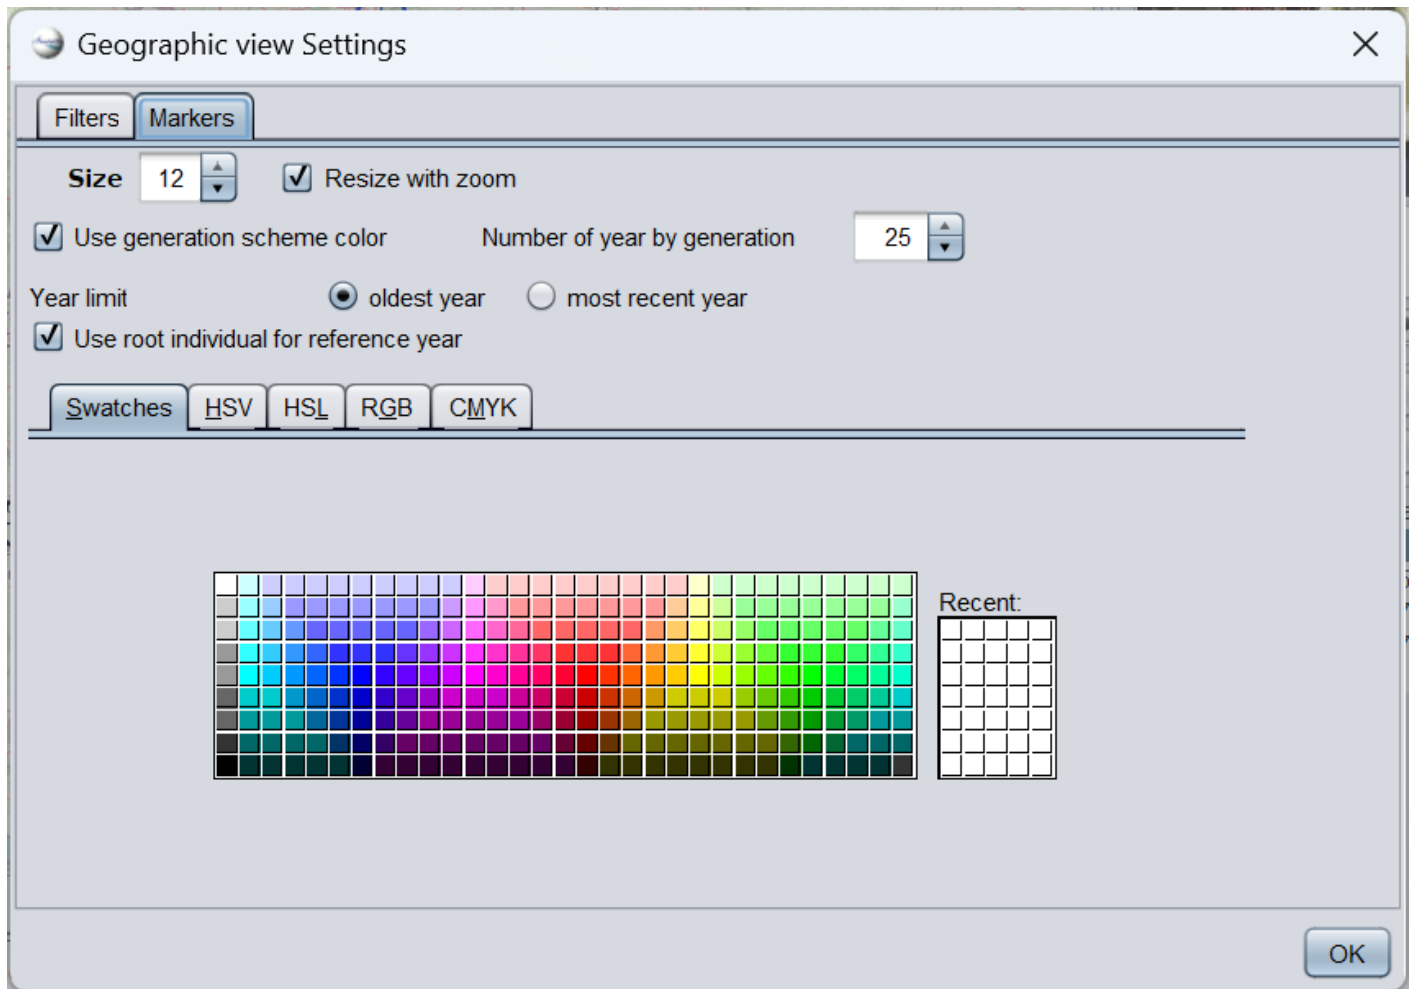 Geographic view Settings
Filters Markers
Size 12 Resize with zoom
Use generation scheme color Number of year by generation 25
Year limit oldest year most recent year
Use root individual for reference year
Swatches HSV HSL RGB CMYK
Recent:
OK